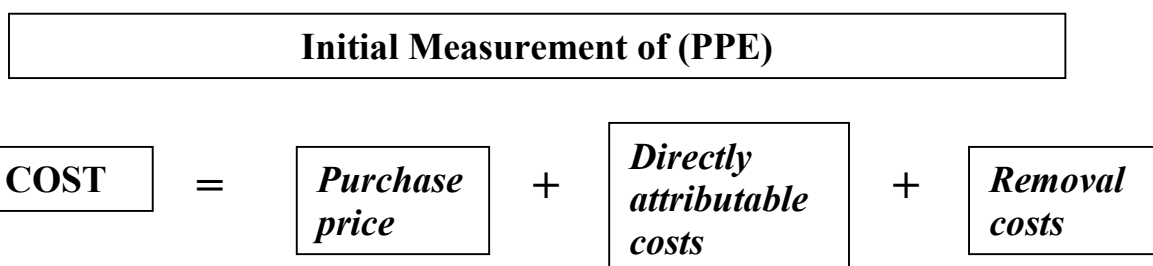 Initial Measurement of (PPE)
COST = Purchase price + Directly attributable costs + Removal costs